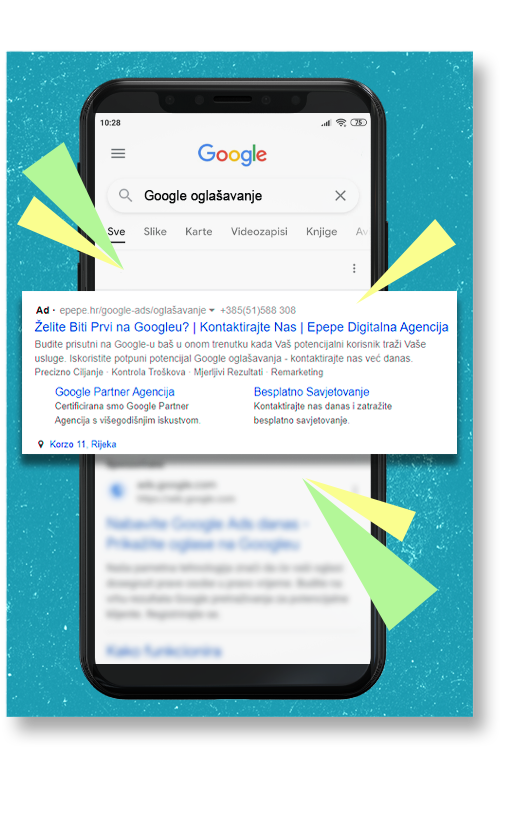 10:28
75
Google
Google oglašavanje
Sve Slike Karte Videozapisi Knjige Av
Ad · epepe.hr/google-ads/oglašavanje +385(51)588 308
Želite Biti Prvi na Googleu? | Kontaktirajte Nas | Epepe Digitalna Agencija
Budite prisutni na Google-u baš u onom trenutku kada Vaš potencijalni korisnik traži Vaše
usluge. Iskoristite potpuni potencijal Google oglašavanja - kontaktirajte nas već danas.
Precizno Ciljanje · Kontrola Troškova · Mjerljivi Rezultati · Remarketing
Google Partner Agencija Besplatno Savjetovanje
Certificirana smo Google Partner Kontaktirajte nas danas i zatražite
Agencija s višegodišnjim iskustvom. besplatno savjetovanje.
Korzo 11, Rijeka
ads.google.com
https://ads.google.com
Nabavite Google Ads danas -
Prikažite oglase na Googleu
Kako funkcionira